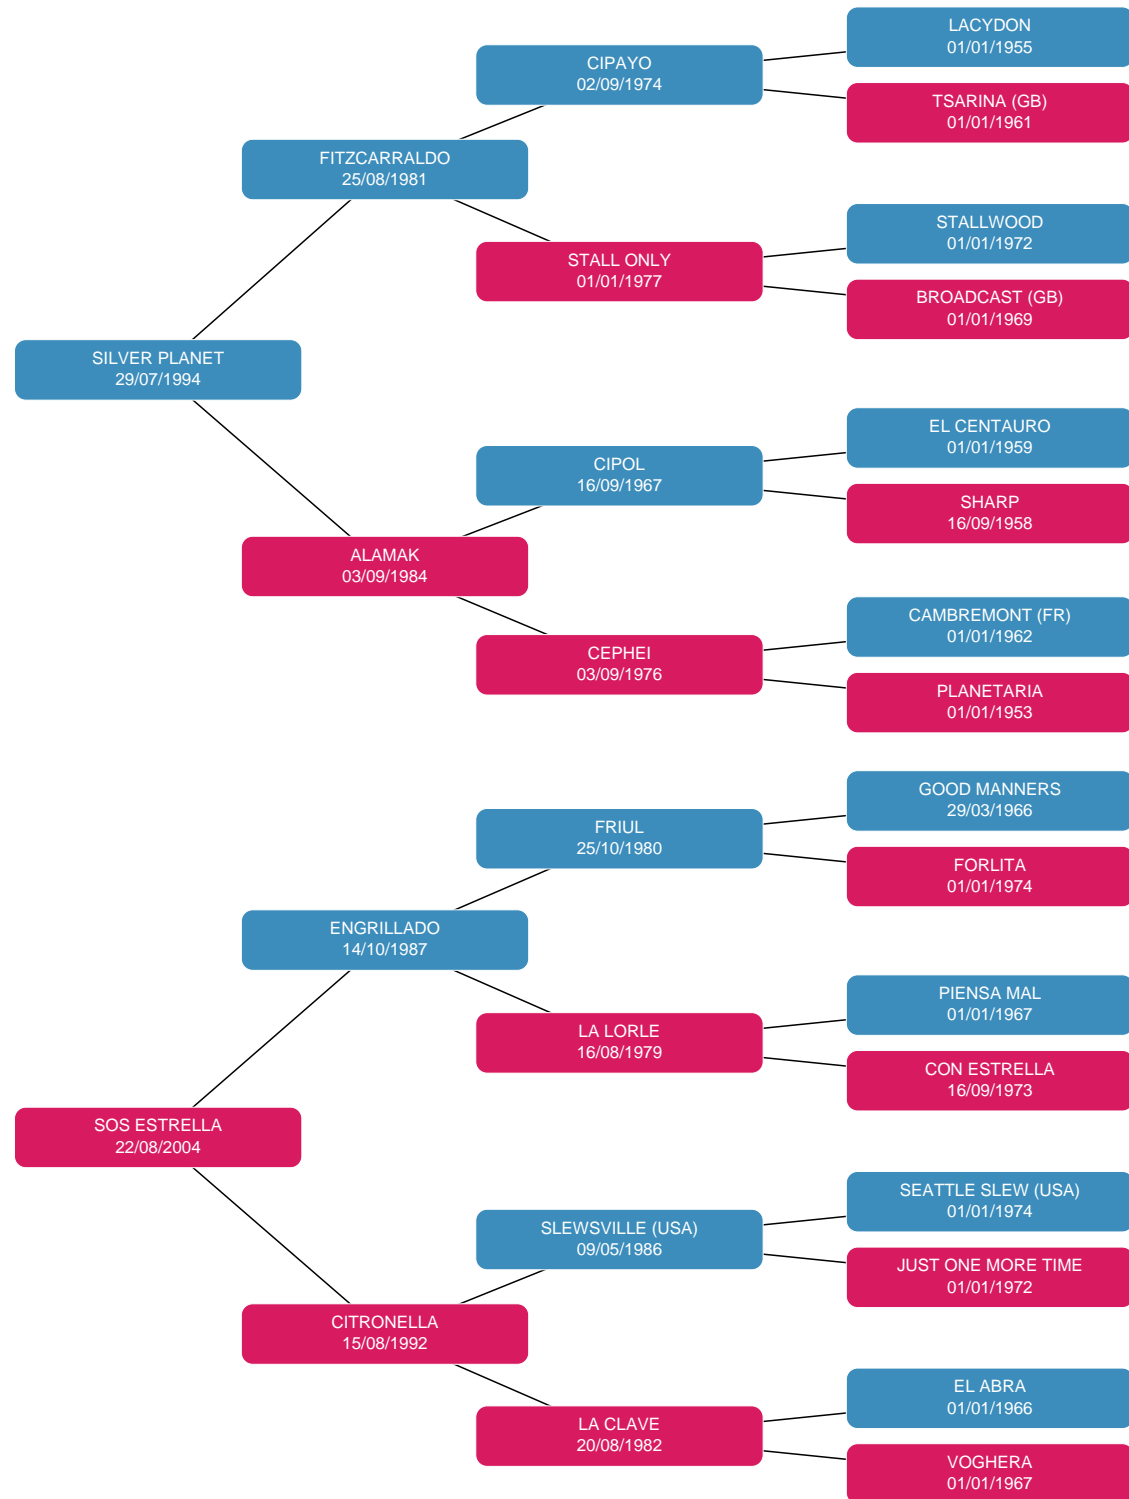 LACYDON
01/01/1955
CIPAYO
02/09/1974
TSARINA (GB)
01/01/1961
FITZCARRALDO
25/08/1981
STALLWOOD
01/01/1972
STALL ONLY
01/01/1977
BROADCAST (GB)
01/01/1969
SILVER PLANET
29/07/1994
EL CENTAURO
01/01/1959
CIPOL
16/09/1967
SHARP
16/09/1958
ALAMAK
03/09/1984
CAMBREMONT (FR)
01/01/1962
CEPHEI
03/09/1976
PLANETARIA
01/01/1953
GOOD MANNERS
29/03/1966
FRIUL
25/10/1980
FORLITA
01/01/1974
ENGRILLADO
14/10/1987
PIENSA MAL
01/01/1967
LA LORLE
16/08/1979
CON ESTRELLA
16/09/1973
SOS ESTRELLA
22/08/2004
SEATTLE SLEW (USA)
01/01/1974
SLEWSVILLE (USA)
09/05/1986
JUST ONE MORE TIME
01/01/1972
CITRONELLA
15/08/1992
EL ABRA
01/01/1966
LA CLAVE
20/08/1982
VOGHERA
01/01/1967